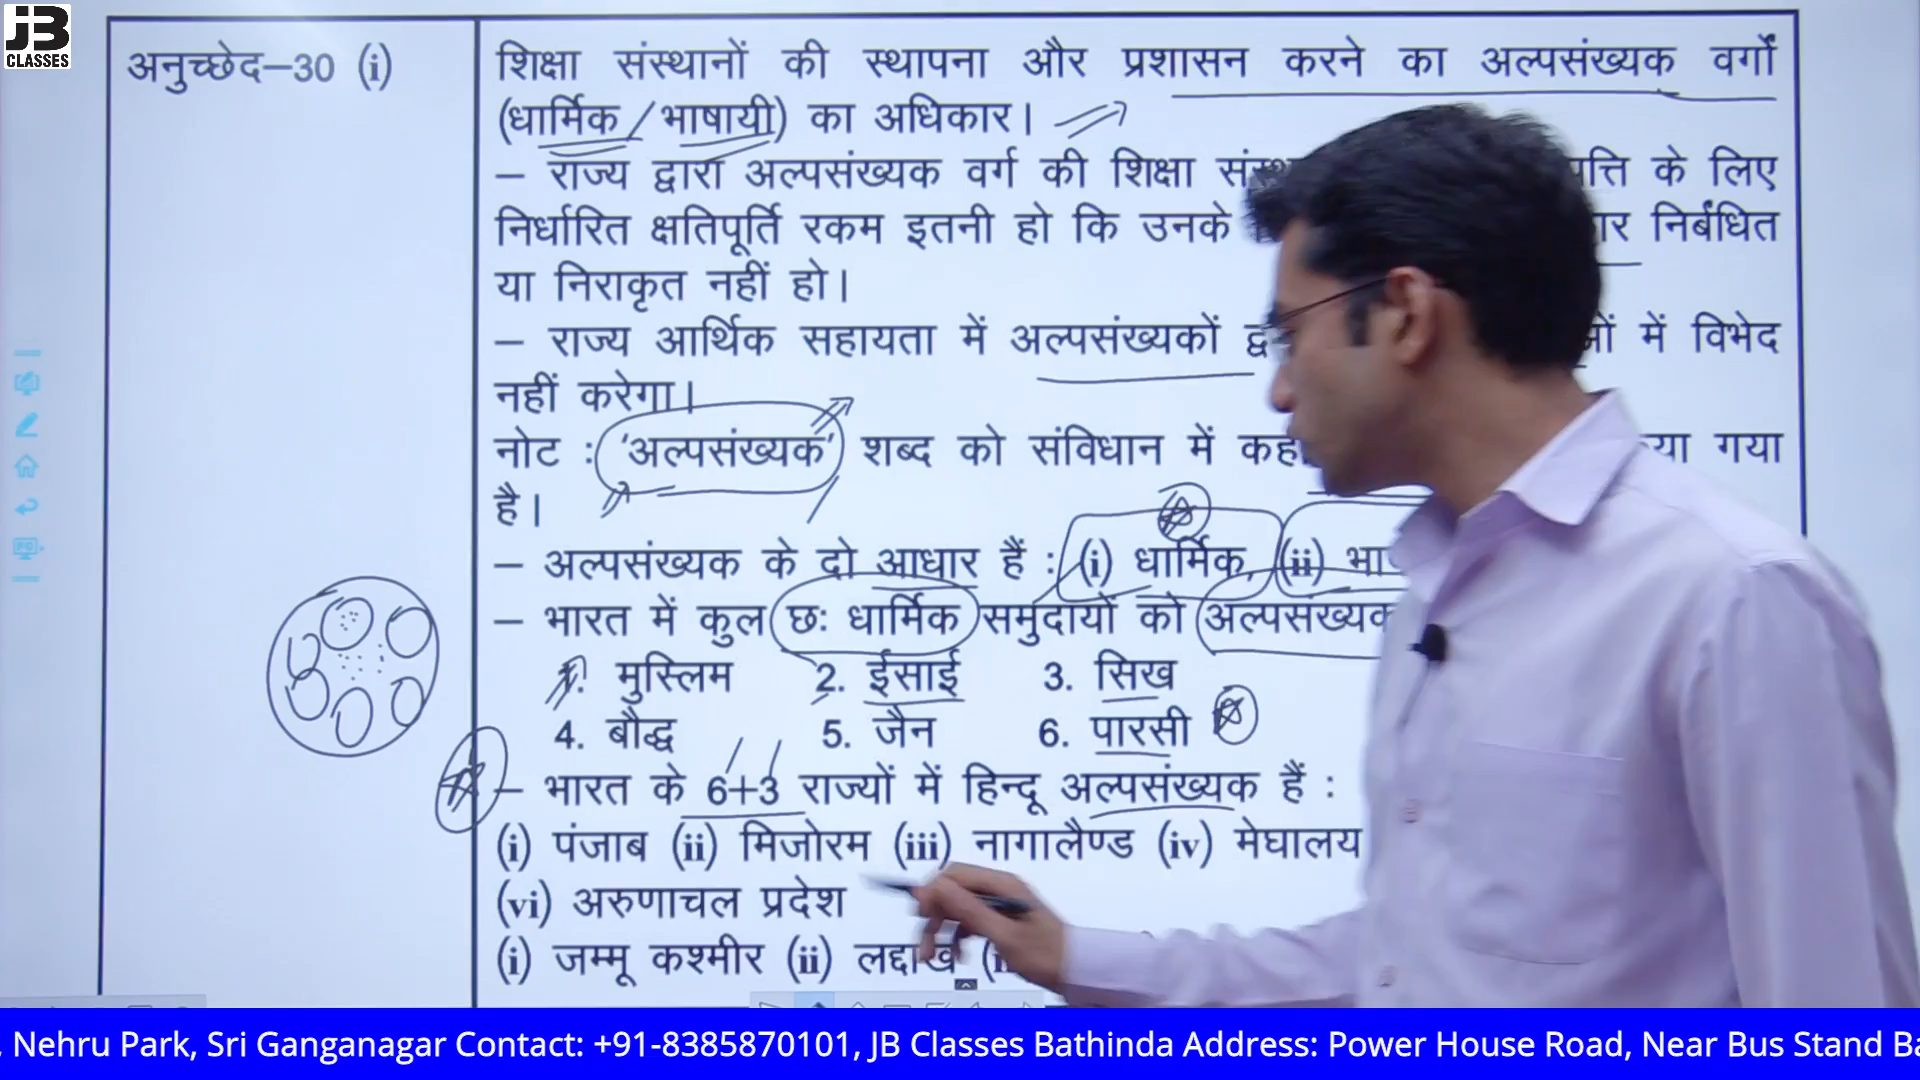 JB
CLASSES
अनुच्छेद–30 (i)
शिक्षा संस्थानों की स्थापना और प्रशासन करने का अल्पसंख्यक वर्गों
(धार्मिक/भाषायी) का अधिकार।
– राज्य द्वारा अल्पसंख्यक वर्ग की शिक्षा के लिए
निर्धारित क्षतिपूर्ति रकम इतनी हो कि उनके निर्बंधित
या निराकृत नहीं हो।
– राज्य आर्थिक सहायता में अल्पसंख्यकों में विभेद
नहीं करेगा।
नोट : 'अल्पसंख्यक' शब्द को संविधान में गया
है।
– अल्पसंख्यक के दो आधार हैं : (i) धार्मिक, (ii)
– भारत में कुल छः धार्मिक समुदायों को अल्पसंख्यक
1. मुस्लिम 2. ईसाई 3. सिख
4. बौद्ध 5. जैन 6. पारसी
– भारत के 6+3 राज्यों में हिन्दू अल्पसंख्यक हैं :
(i) पंजाब (ii) मिजोरम (iii) नागालैण्ड (iv) मेघालय
(vi) अरुणाचल प्रदेश
(i) जम्मू कश्मीर (ii) लद्दाख
, Nehru Park, Sri Ganganagar Contact: +91-8385870101, JB Classes Bathinda Address: Power House Road, Near Bus Stand